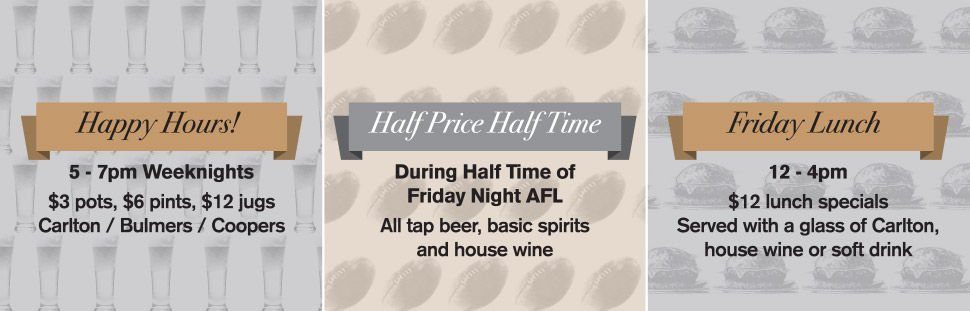 Happy Hours!
5 - 7pm Weeknights
$3 pots, $6 pints, $12 jugs
Carlton / Bulmers / Coopers
Half Price Half Time
During Half Time of
Friday Night AFL
All tap beer, basic spirits
and house wine
Friday Lunch
12 - 4pm
$12 lunch specials
Served with a glass of Carlton,
house wine or soft drink